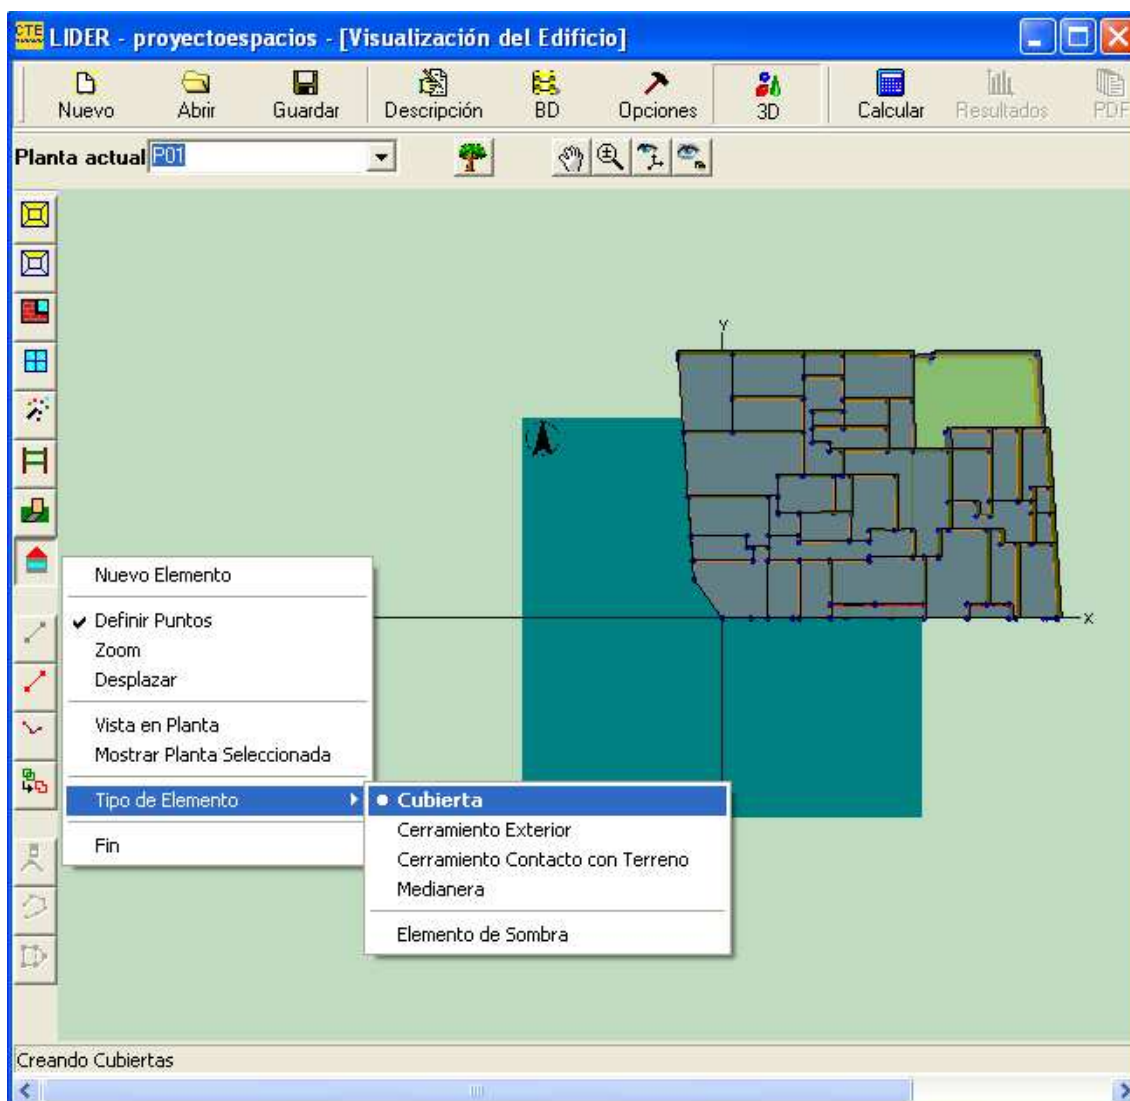 CTE LIDER - proyectoespacios - [Visualización del Edificio]
Nuevo Abrir Guardar Descripción BD Opciones 3D Calcular Resultados PDF
Planta actual P01
Y
X
Nuevo Elemento
Definir Puntos
Zoom
Desplazar
Vista en Planta
Mostrar Planta Seleccionada
Tipo de Elemento
Fin
Cubierta
Cerramiento Exterior
Cerramiento Contacto con Terreno
Medianera
Elemento de Sombra
Creando Cubiertas